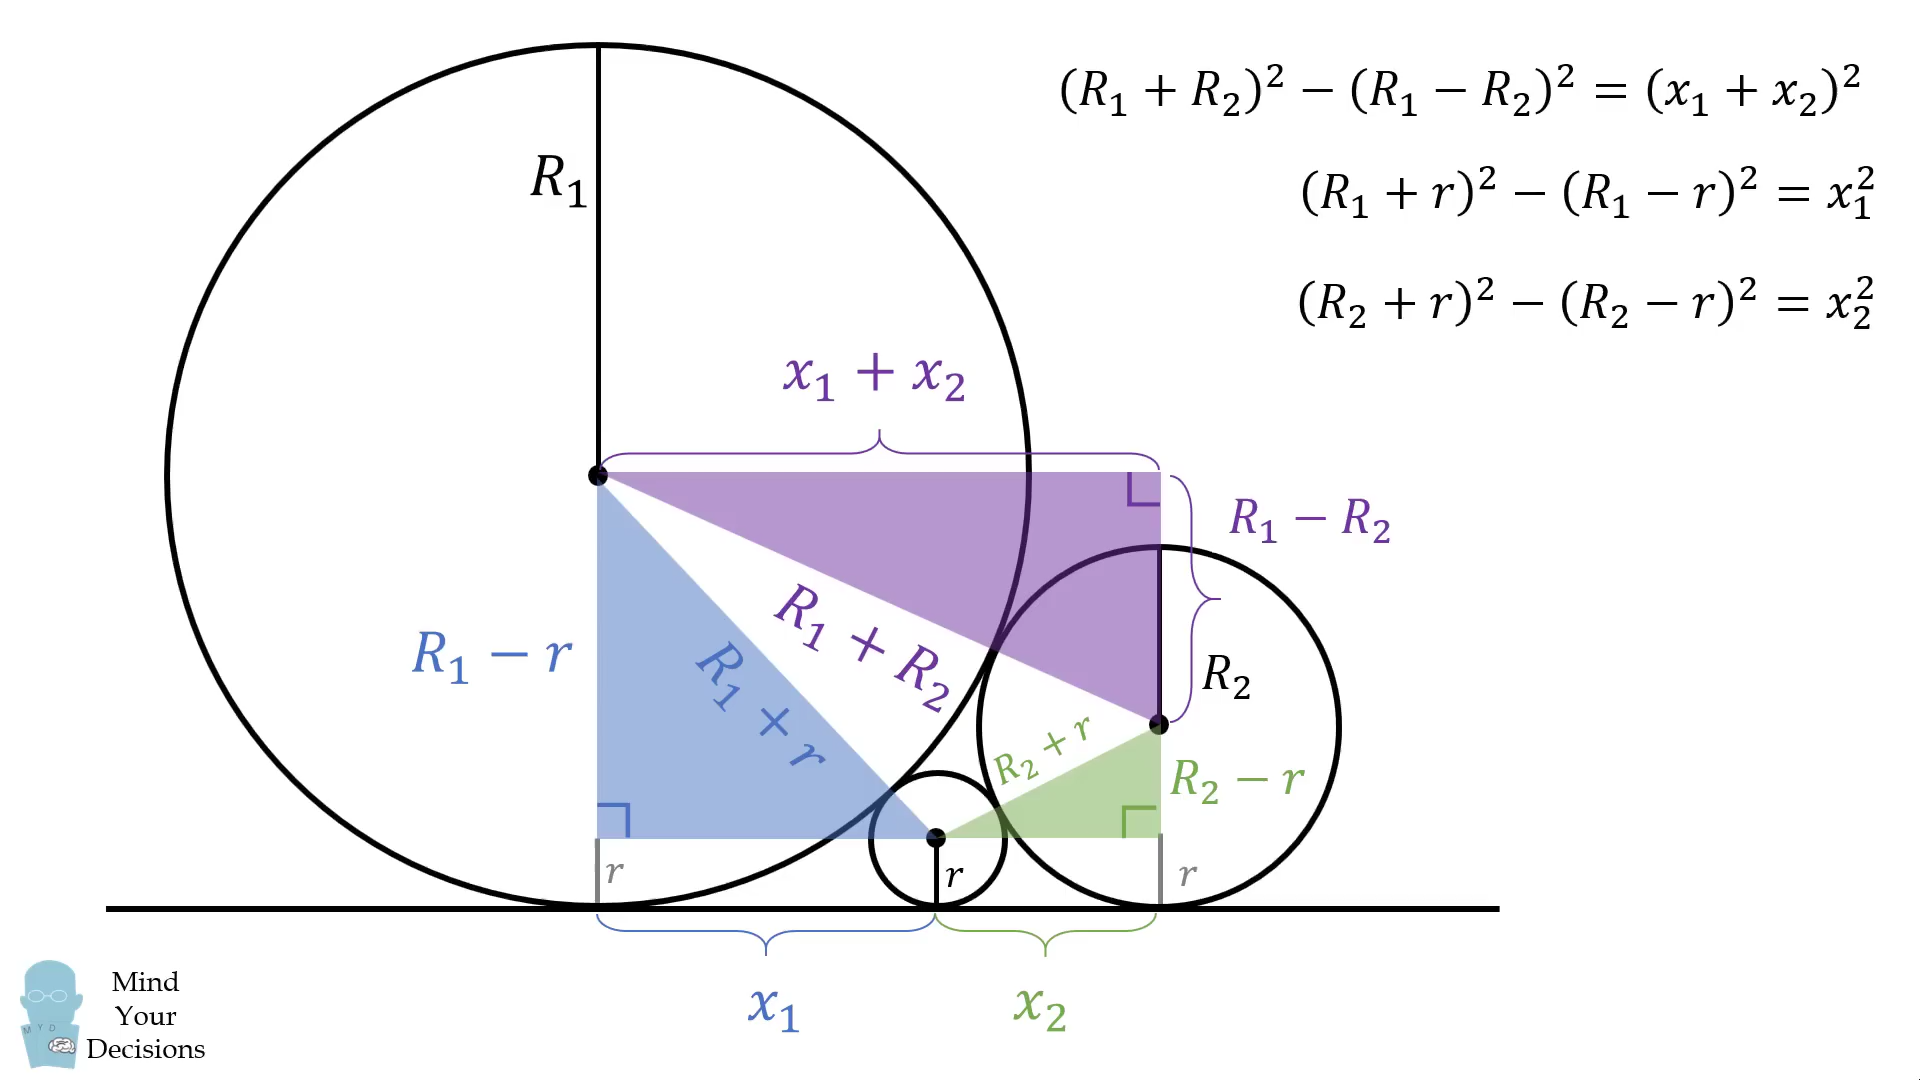 (R₁ + R₂)² − (R₁ − R₂)² = (x₁ + x₂)²
(R₁ + r)² − (R₁ − r)² = x₁²
(R₂ + r)² − (R₂ − r)² = x₂²
R₁
x₁ + x₂
R₁ − R₂
R₁ + R₂
R₁ − r
R₁ + r
R₂
R₂ + r
R₂ − r
r
r
r
x₁
x₂
M Y D
Mind
Your
Decisions